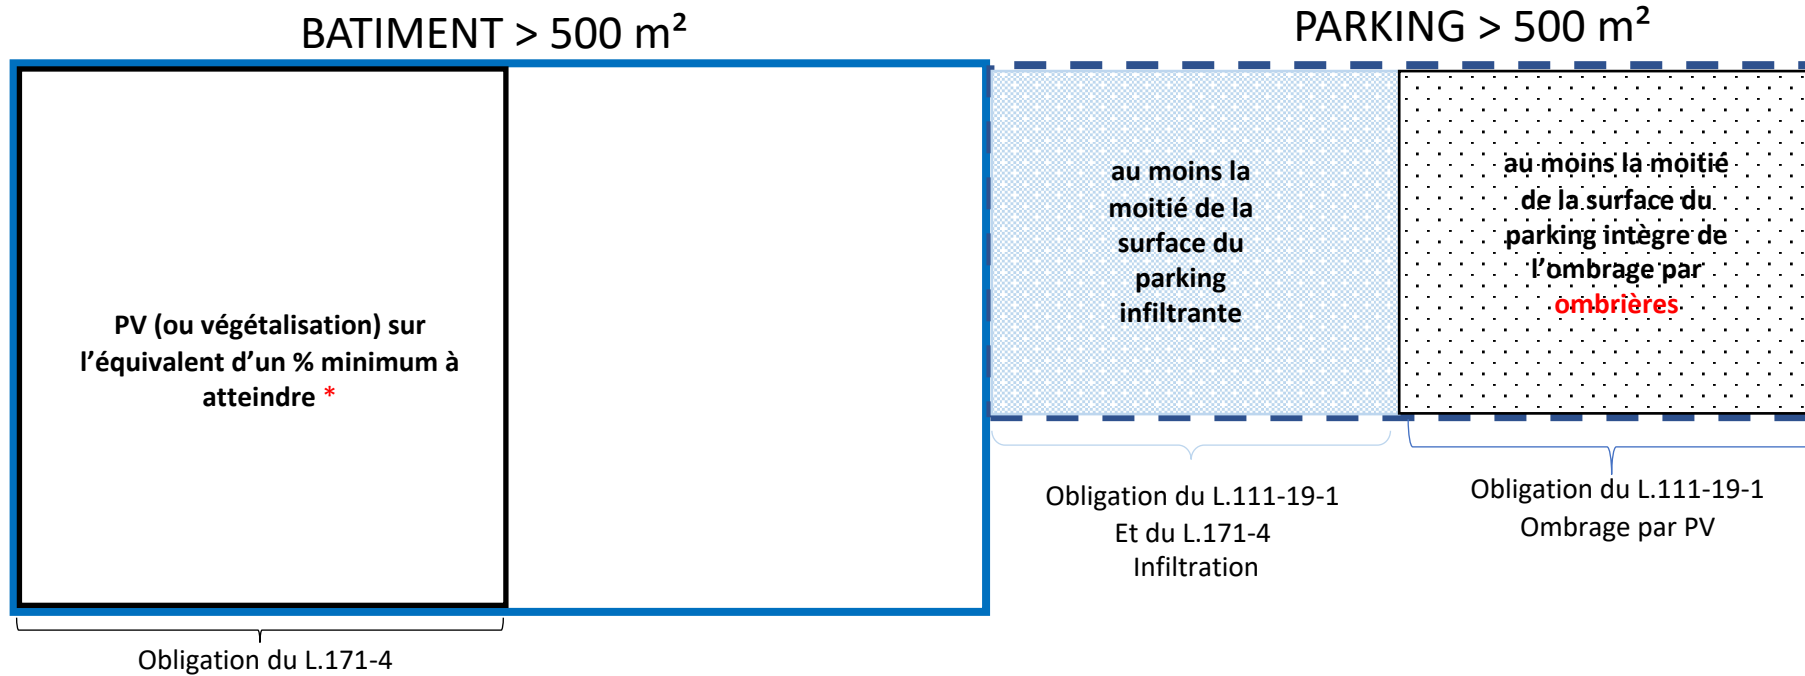 BATIMENT > 500 m²
PARKING > 500 m²
PV (ou végétalisation) sur
l’équivalent d’un % minimum à
atteindre *
au moins la
moitié de la
surface du
parking
infiltrante
au moins la moitié
de la surface du
parking intègre de
l’ombrage par
ombrières
Obligation du L.171-4
Obligation du L.111-19-1
Et du L.171-4
Infiltration
Obligation du L.111-19-1
Ombrage par PV